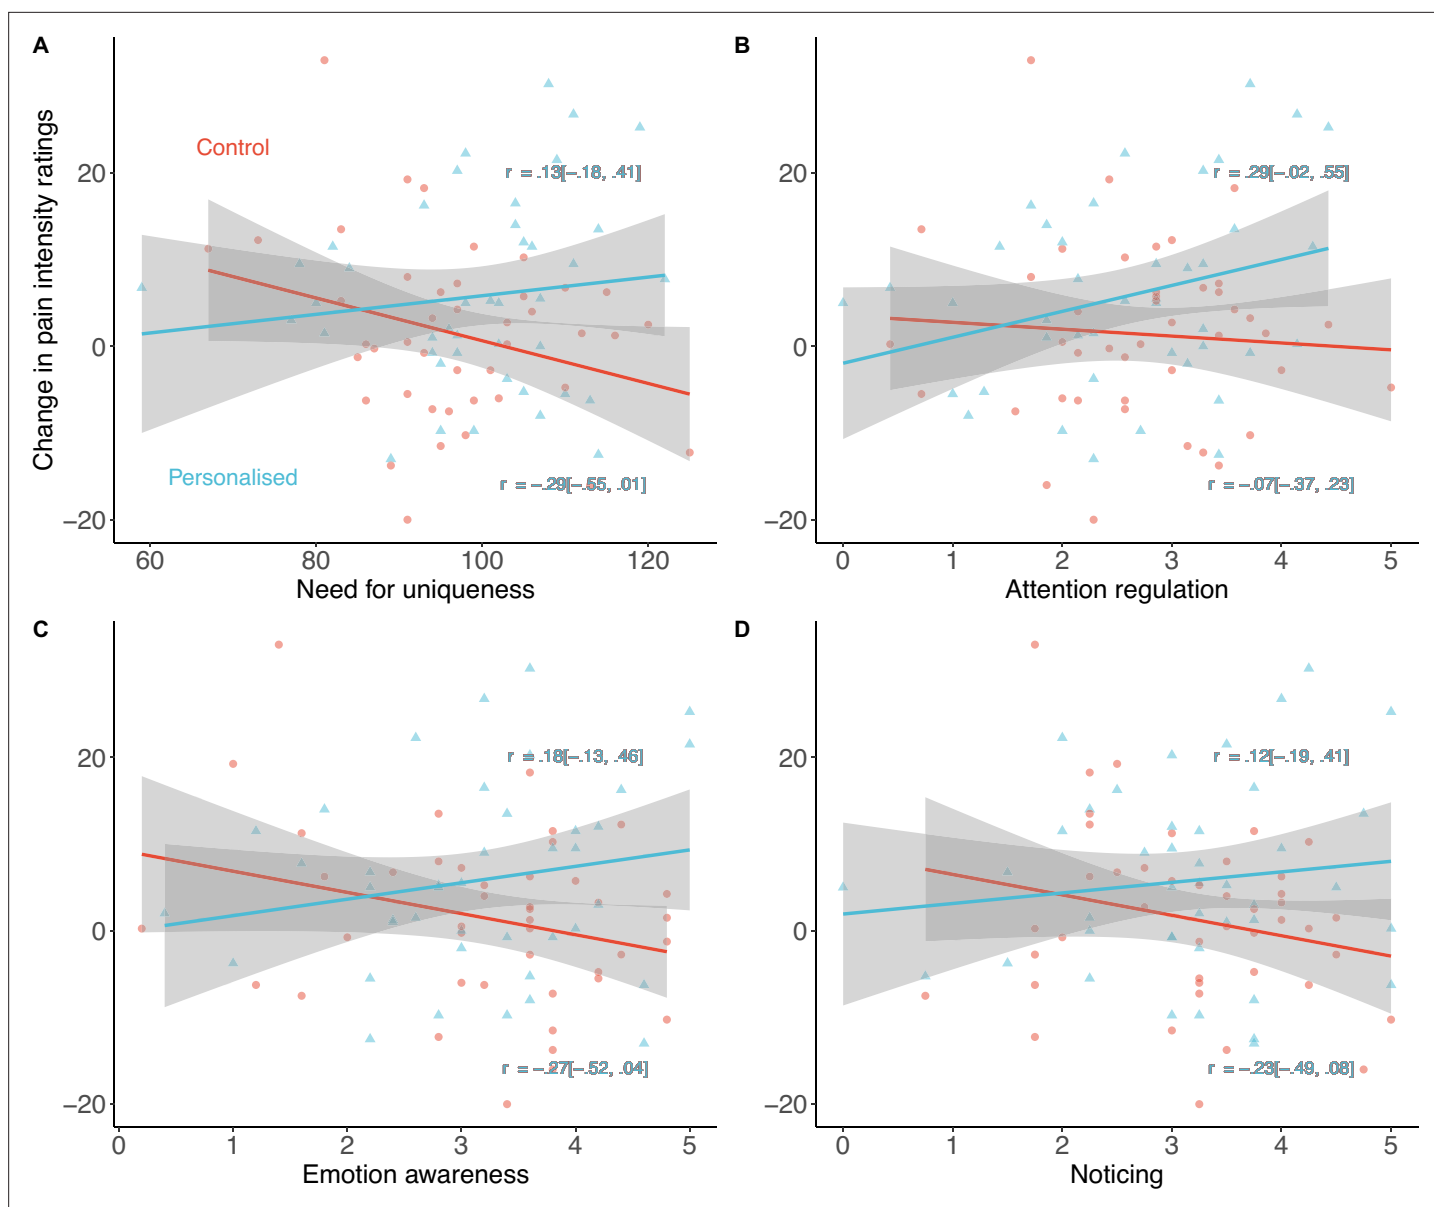 A
Change in pain intensity ratings
20
0
−20
Control
Personalised
r = .13[−.18, .41]
r = −.29[−.55, .01]
60 80 100 120
Need for uniqueness
B
20
0
−20
r = .29[−.02, .55]
r = −.07[−.37, .23]
0 1 2 3 4 5
Attention regulation
C
20
0
−20
r = .18[−.13, .46]
r = −.27[−.52, .04]
0 1 2 3 4 5
Emotion awareness
D
20
0
−20
r = .12[−.19, .41]
r = −.23[−.49, .08]
0 1 2 3 4 5
Noticing